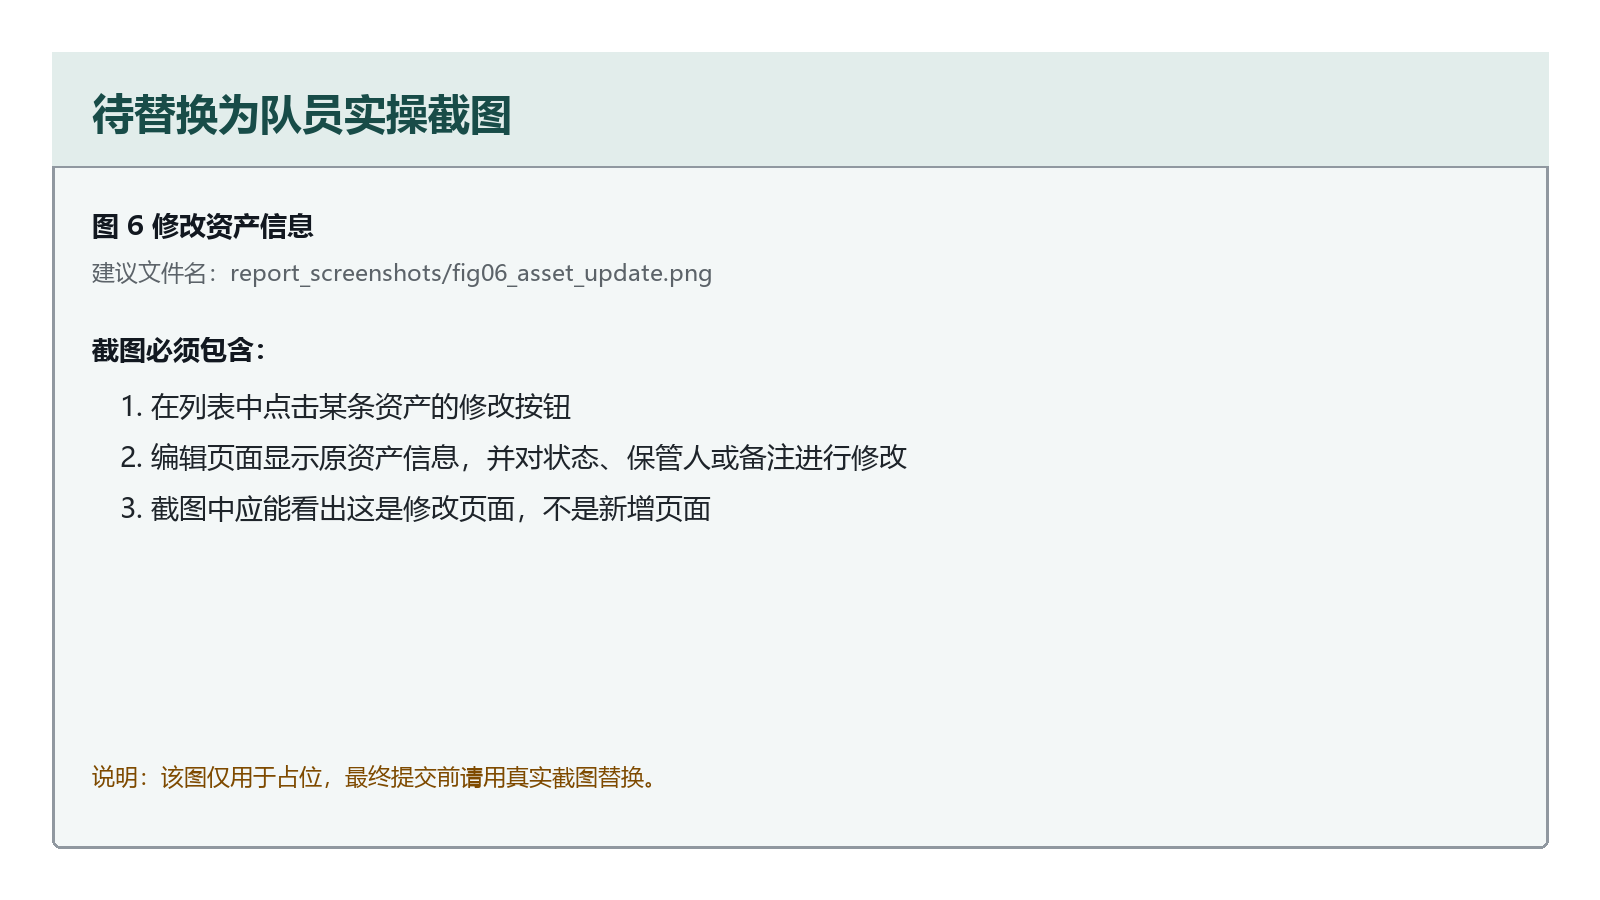 待替换为队员实操截图
图 6 修改资产信息
建议文件名：report_screenshots/fig06_asset_update.png
截图必须包含：
1. 在列表中点击某条资产的修改按钮
2. 编辑页面显示原资产信息，并对状态、保管人或备注进行修改
3. 截图中应能看出这是修改页面，不是新增页面
说明：该图仅用于占位，最终提交前请用真实截图替换。